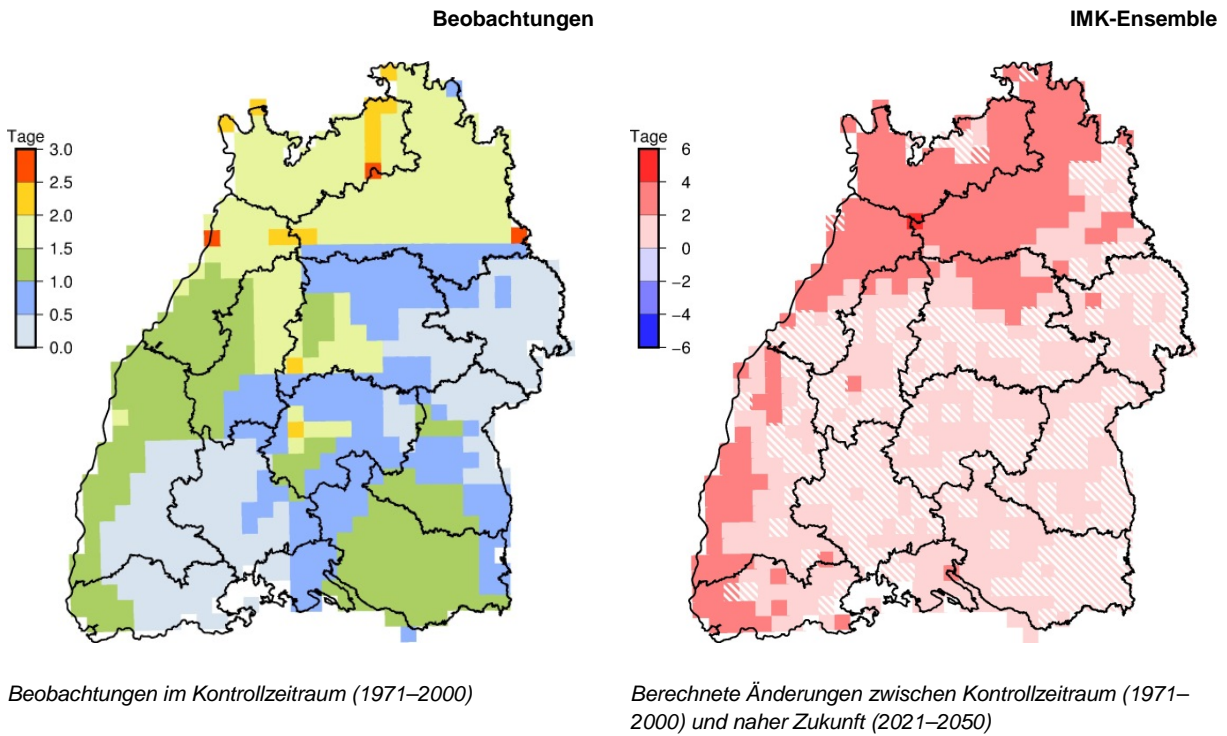 Beobachtungen
IMK-Ensemble
Tage
3.0
2.5
2.0
1.5
1.0
0.5
0.0
Tage
6
4
2
0
−2
−4
−6
Beobachtungen im Kontrollzeitraum (1971–2000)
Berechnete Änderungen zwischen Kontrollzeitraum (1971–
2000) und naher Zukunft (2021–2050)